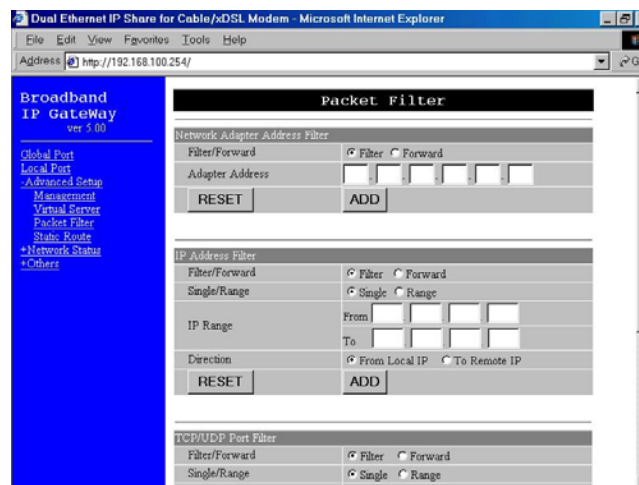 Dual Ethernet IP Share for Cable/xDSL Modem - Microsoft Internet Explorer
File Edit View Favorites Tools Help
Address http://192.168.100.254/
Broadband
IP GateWay
ver 5.00
Global Port
Local Port
-Advanced Setup
Management
Virtual Server
Packet Filter
Static Route
+Network Status
+Others
Packet Filter
Network Adapter Address Filter
Filter/Forward Filter Forward
Adapter Address
RESET ADD
IP Address Filter
Filter/Forward Filter Forward
Single/Range Single Range
IP Range From
To
Direction From Local IP To Remote IP
RESET ADD
TCP/UDP Port Filter
Filter/Forward Filter Forward
Single/Range Single Range